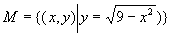 M = {( x, y)|y = √9 − x² )}